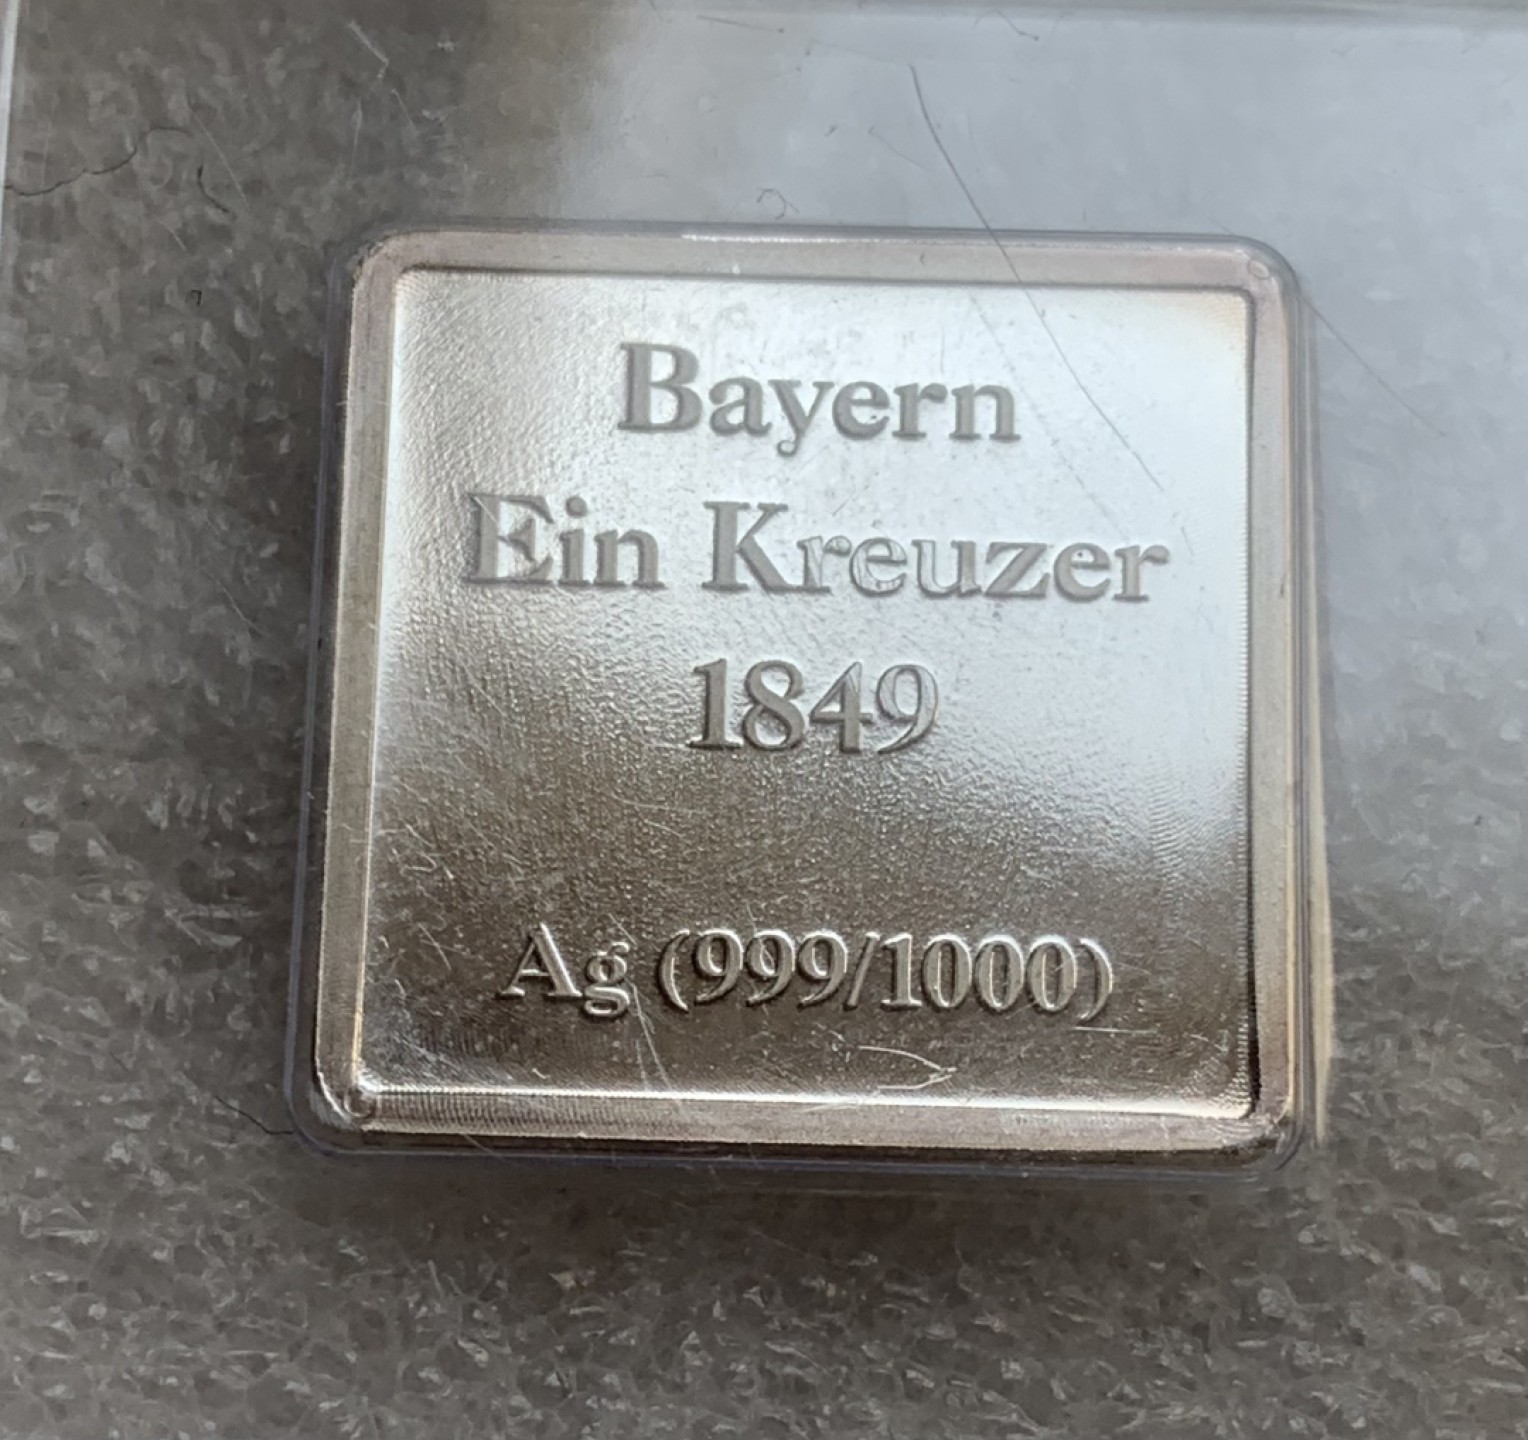 Bayern
Ein Kreuzer
1849
Ag (999/1000)